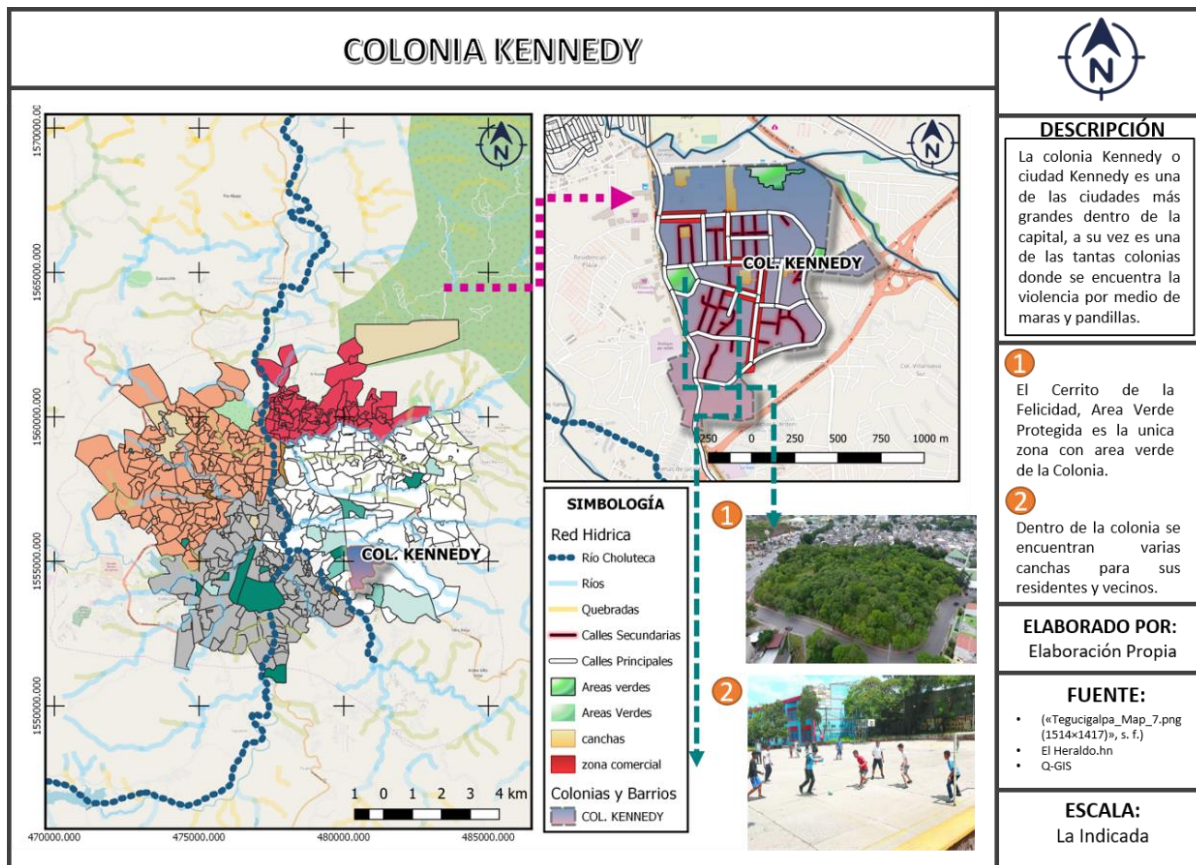 COLONIA KENNEDY
N
DESCRIPCIÓN
La colonia Kennedy o
ciudad Kennedy es una
de las ciudades más
grandes dentro de la
capital, a su vez es una
de las tantas colonias
donde se encuentra la
violencia por medio de
maras y pandillas.
1
El Cerrito de la
Felicidad, Area Verde
Protegida es la unica
zona con area verde
de la Colonia.
2
Dentro de la colonia se
encuentran varias
canchas para sus
residentes y vecinos.
ELABORADO POR:
Elaboración Propia
FUENTE:
• («Tegucigalpa_Map_7.png
(1514×1417)», s. f.)
• El Heraldo.hn
• Q-GIS
ESCALA:
La Indicada
N
1570000.00
1565000.000
1560000.000
1555000.000
1550000.000
COL. KENNEDY
1 0 1 2 3 4 km
470000.000 475000.000 480000.000 485000.000
N
COL. KENNEDY
250 0 250 500 750 1000 m
SIMBOLOGÍA
Red Hidrica
Río Choluteca
Ríos
Quebradas
Calles Secundarias
Calles Principales
Areas verdes
Areas Verdes
canchas
zona comercial
Colonias y Barrios
COL. KENNEDY
1
2